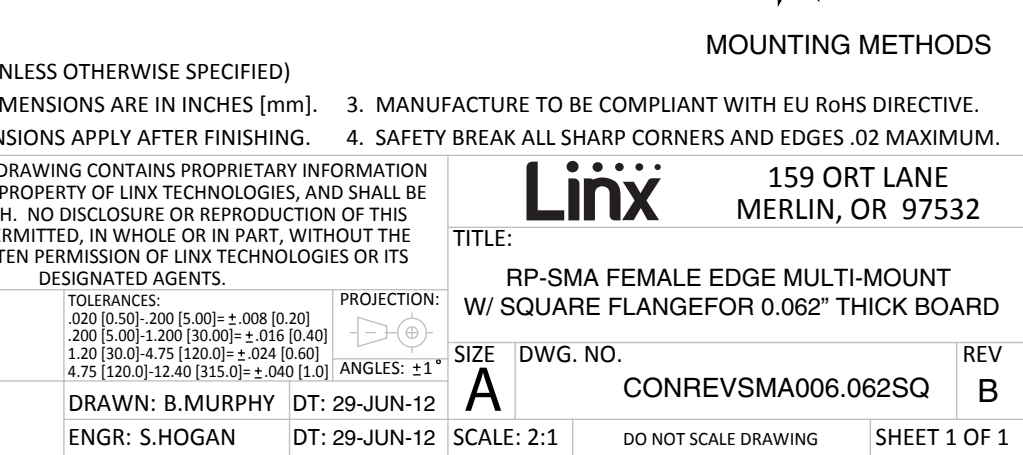 MOUNTING METHODS
NLESS OTHERWISE SPECIFIED)
MENSIONS ARE IN INCHES [mm].
NSIONS APPLY AFTER FINISHING.
3. MANUFACTURE TO BE COMPLIANT WITH EU RoHS DIRECTIVE.
4. SAFETY BREAK ALL SHARP CORNERS AND EDGES .02 MAXIMUM.
DRAWING CONTAINS PROPRIETARY INFORMATION
PROPERTY OF LINX TECHNOLOGIES, AND SHALL BE
H. NO DISCLOSURE OR REPRODUCTION OF THIS
ERMITTED, IN WHOLE OR IN PART, WITHOUT THE
TEN PERMISSION OF LINX TECHNOLOGIES OR ITS
DESIGNATED AGENTS.
Linx
159 ORT LANE
MERLIN, OR 97532
TITLE:
RP-SMA FEMALE EDGE MULTI-MOUNT
W/ SQUARE FLANGEFOR 0.062” THICK BOARD
TOLERANCES:
.020 [0.50]-.200 [5.00]= ±.008 [0.20]
.200 [5.00]-1.200 [30.00]= ±.016 [0.40]
1.20 [30.0]-4.75 [120.0]= ±.024 [0.60]
4.75 [120.0]-12.40 [315.0]= ±.040 [1.0]
PROJECTION:
ANGLES: ±1°
SIZE
A
DWG. NO.
CONREVSMA006.062SQ
REV
B
DRAWN: B.MURPHY
DT: 29-JUN-12
ENGR: S.HOGAN
DT: 29-JUN-12
SCALE: 2:1
DO NOT SCALE DRAWING
SHEET 1 OF 1